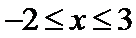 −2 ≤ x ≤ 3